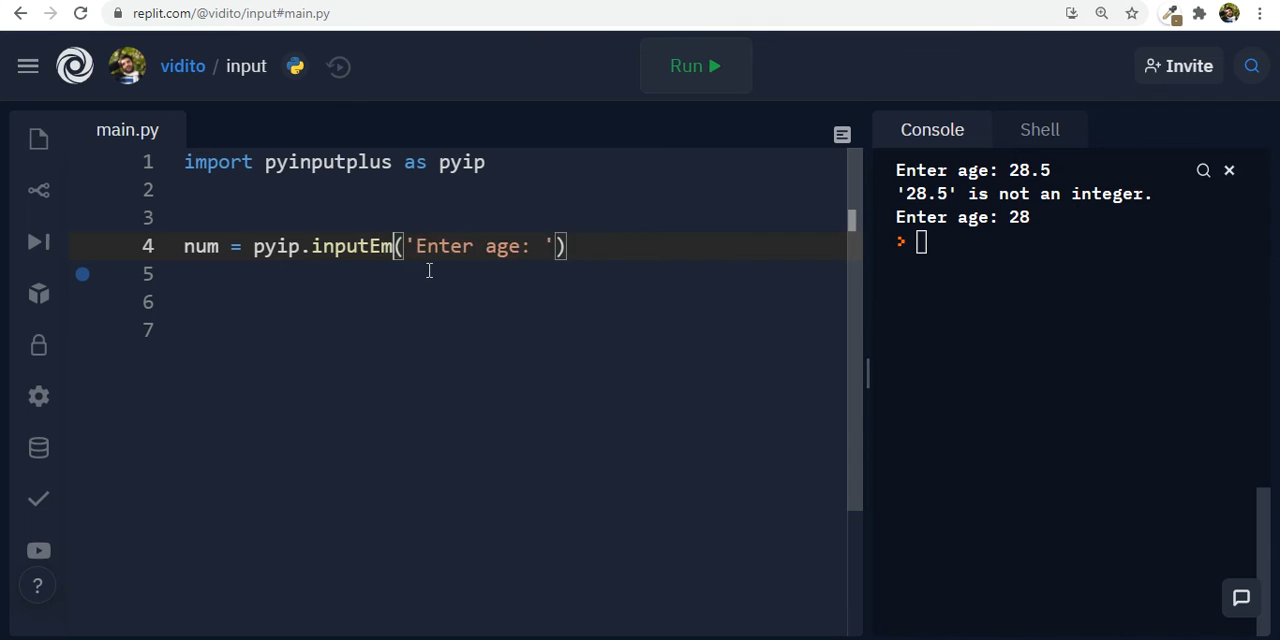 replit.com/@vidito/input#main.py
vidito / input
Run
Invite
main.py
1 import pyinputplus as pyip
2
3
4 num = pyip.inputEm('Enter age: ')
5
6
7
Console
Shell
Enter age: 28.5
'28.5' is not an integer.
Enter age: 28
>
?